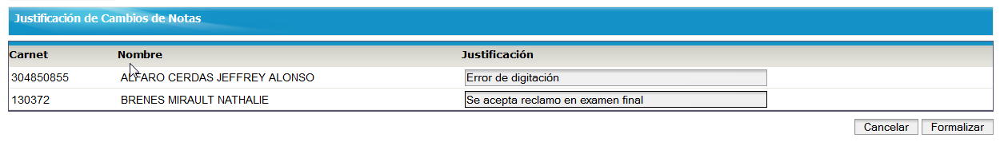 Justificación de Cambios de Notas
Carnet Nombre Justificación
304850855 ALFARO CERDAS JEFFREY ALONSO Error de digitación
130372 BRENES MIRAULT NATHALIE Se acepta reclamo en examen final
Cancelar Formalizar